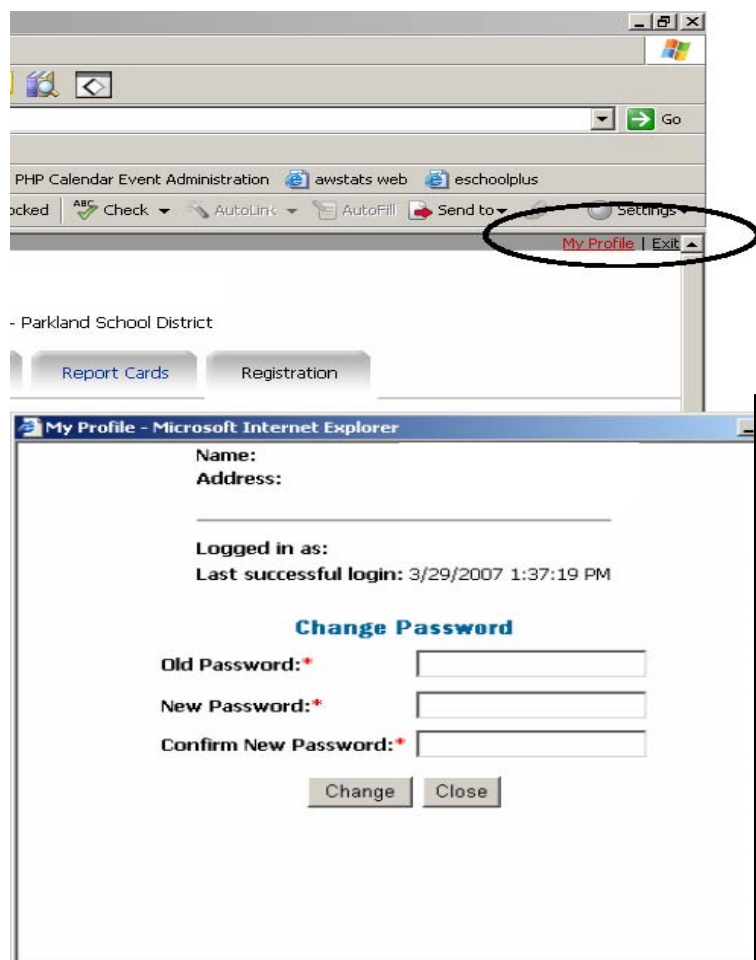 Go
PHP Calendar Event Administration awstats web eschoolplus
ocked ABC Check AutoLink AutoFill Send to Settings
My Profile | Exit
- Parkland School District
Report Cards Registration
My Profile - Microsoft Internet Explorer
Name:
Address:
Logged in as:
Last successful login: 3/29/2007 1:37:19 PM
Change Password
Old Password:*
New Password:*
Confirm New Password:*
Change Close